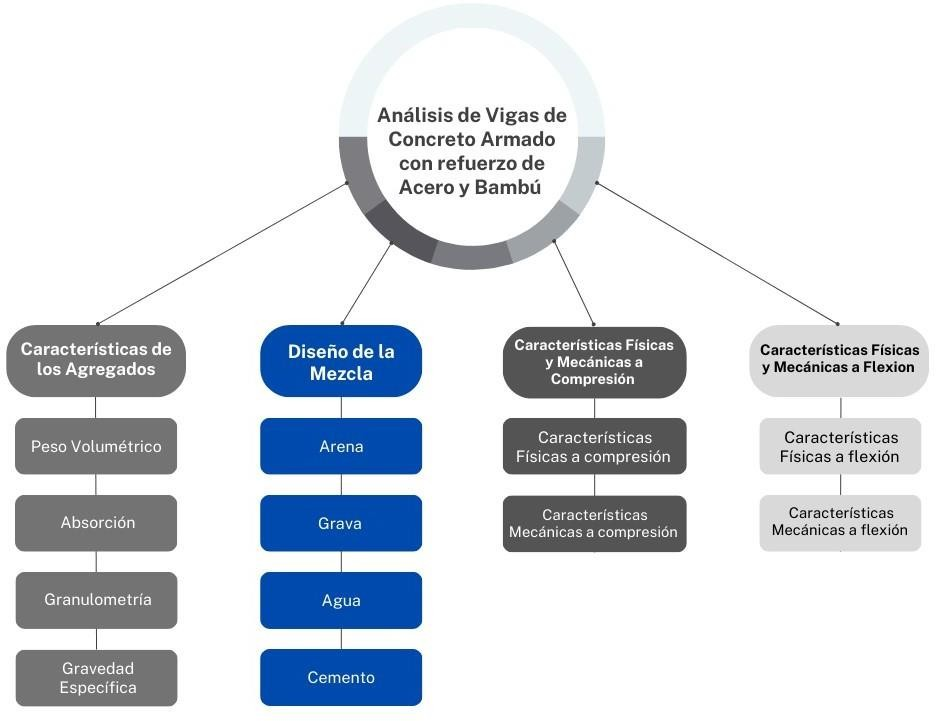 Análisis de Vigas de
Concreto Armado
con refuerzo de
Acero y Bambú
Características de
los Agregados
Peso Volumétrico
Absorción
Granulometría
Gravedad
Específica
Diseño de la
Mezcla
Arena
Grava
Agua
Cemento
Características Físicas
y Mecánicas a
Compresión
Características
Físicas a compresión
Características
Mecánicas a compresión
Características Físicas
y Mecánicas a Flexion
Características
Físicas a flexión
Características
Mecánicas a flexión